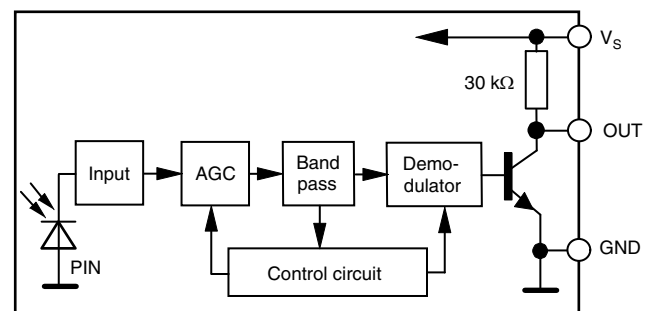 V_S
30 kΩ
OUT
Input
AGC
Band
pass
Demo-
dulator
GND
PIN
Control circuit